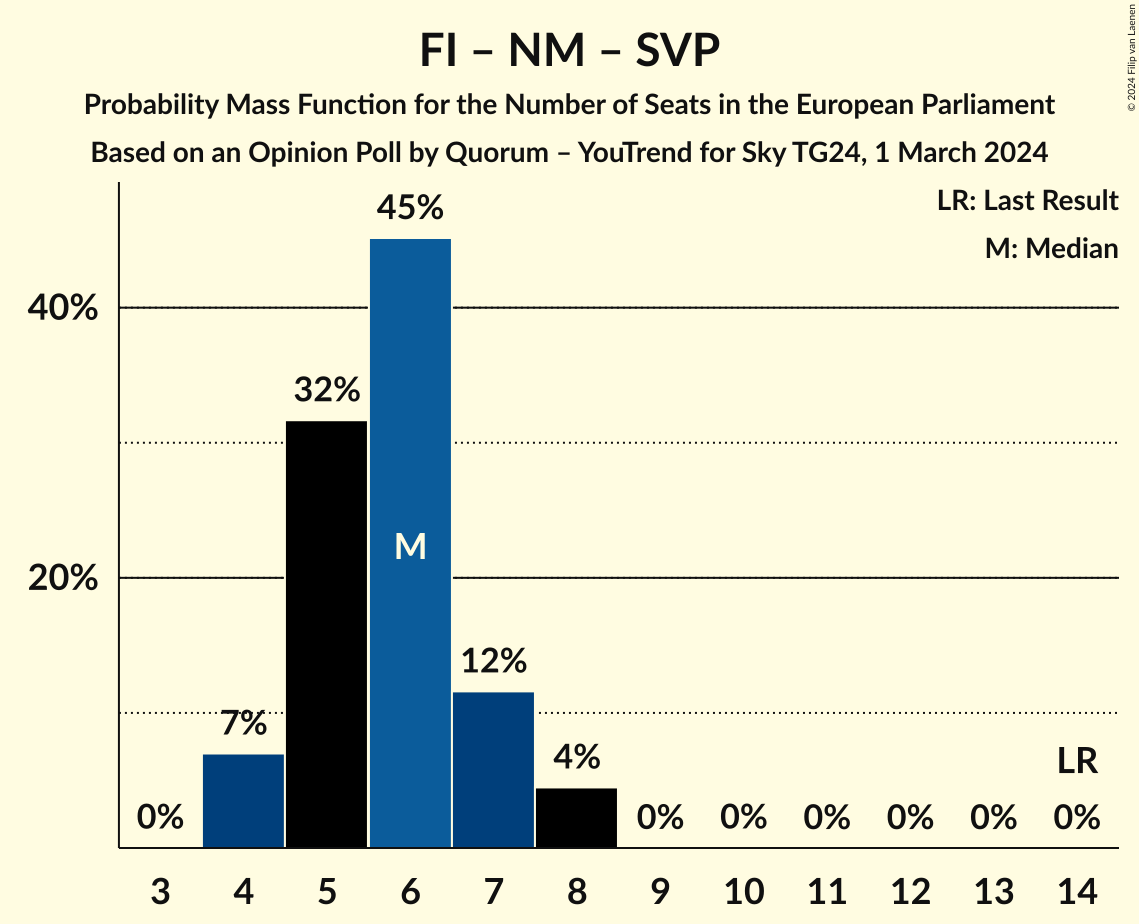 FI – NM – SVP
Probability Mass Function for the Number of Seats in the European Parliament
Based on an Opinion Poll by Quorum – YouTrend for Sky TG24, 1 March 2024
© 2024 Filip van Laenen
LR: Last Result
M: Median
45%
40%
32%
M
20%
12%
7%
4%
LR
0%
0%
0%
0%
0%
0%
0%
3 4 5 6 7 8 9 10 11 12 13 14